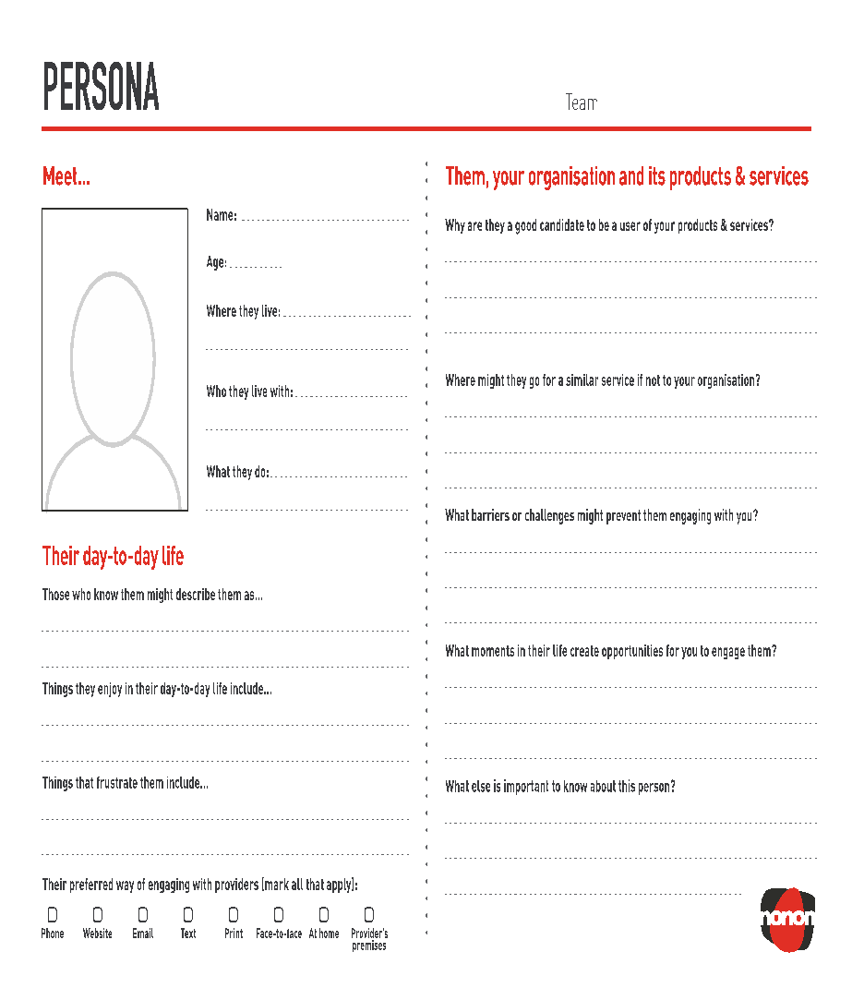 PERSONA
Team
Meet...
Name:
Age:
Where they live:
Who they live with:
What they do:
Their day-to-day life
Those who know them might describe them as...
Things they enjoy in their day-to-day life include...
Things that frustrate them include...
Their preferred way of engaging with providers (mark all that apply):
Phone Website Email Text Print Face-to-face At home Provider's
premises
Them, your organisation and its products & services
Why are they a good candidate to be a user of your products & services?
Where might they go for a similar service if not to your organisation?
What barriers or challenges might prevent them engaging with you?
What moments in their life create opportunities for you to engage them?
What else is important to know about this person?
nonon